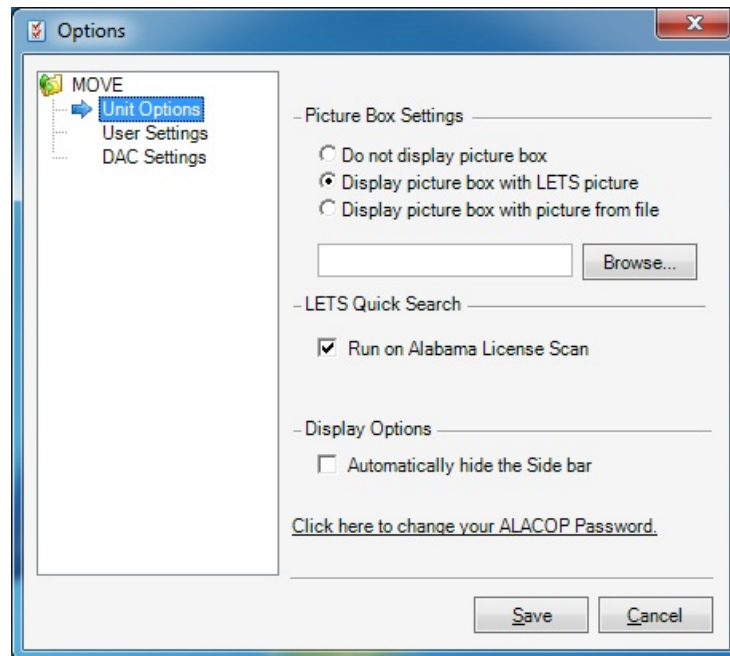 Options
MOVE
Unit Options
User Settings
DAC Settings
Picture Box Settings
Do not display picture box
Display picture box with LETS picture
Display picture box with picture from file
Browse...
LETS Quick Search
Run on Alabama License Scan
Display Options
Automatically hide the Side bar
Click here to change your ALACOP Password.
Save Cancel